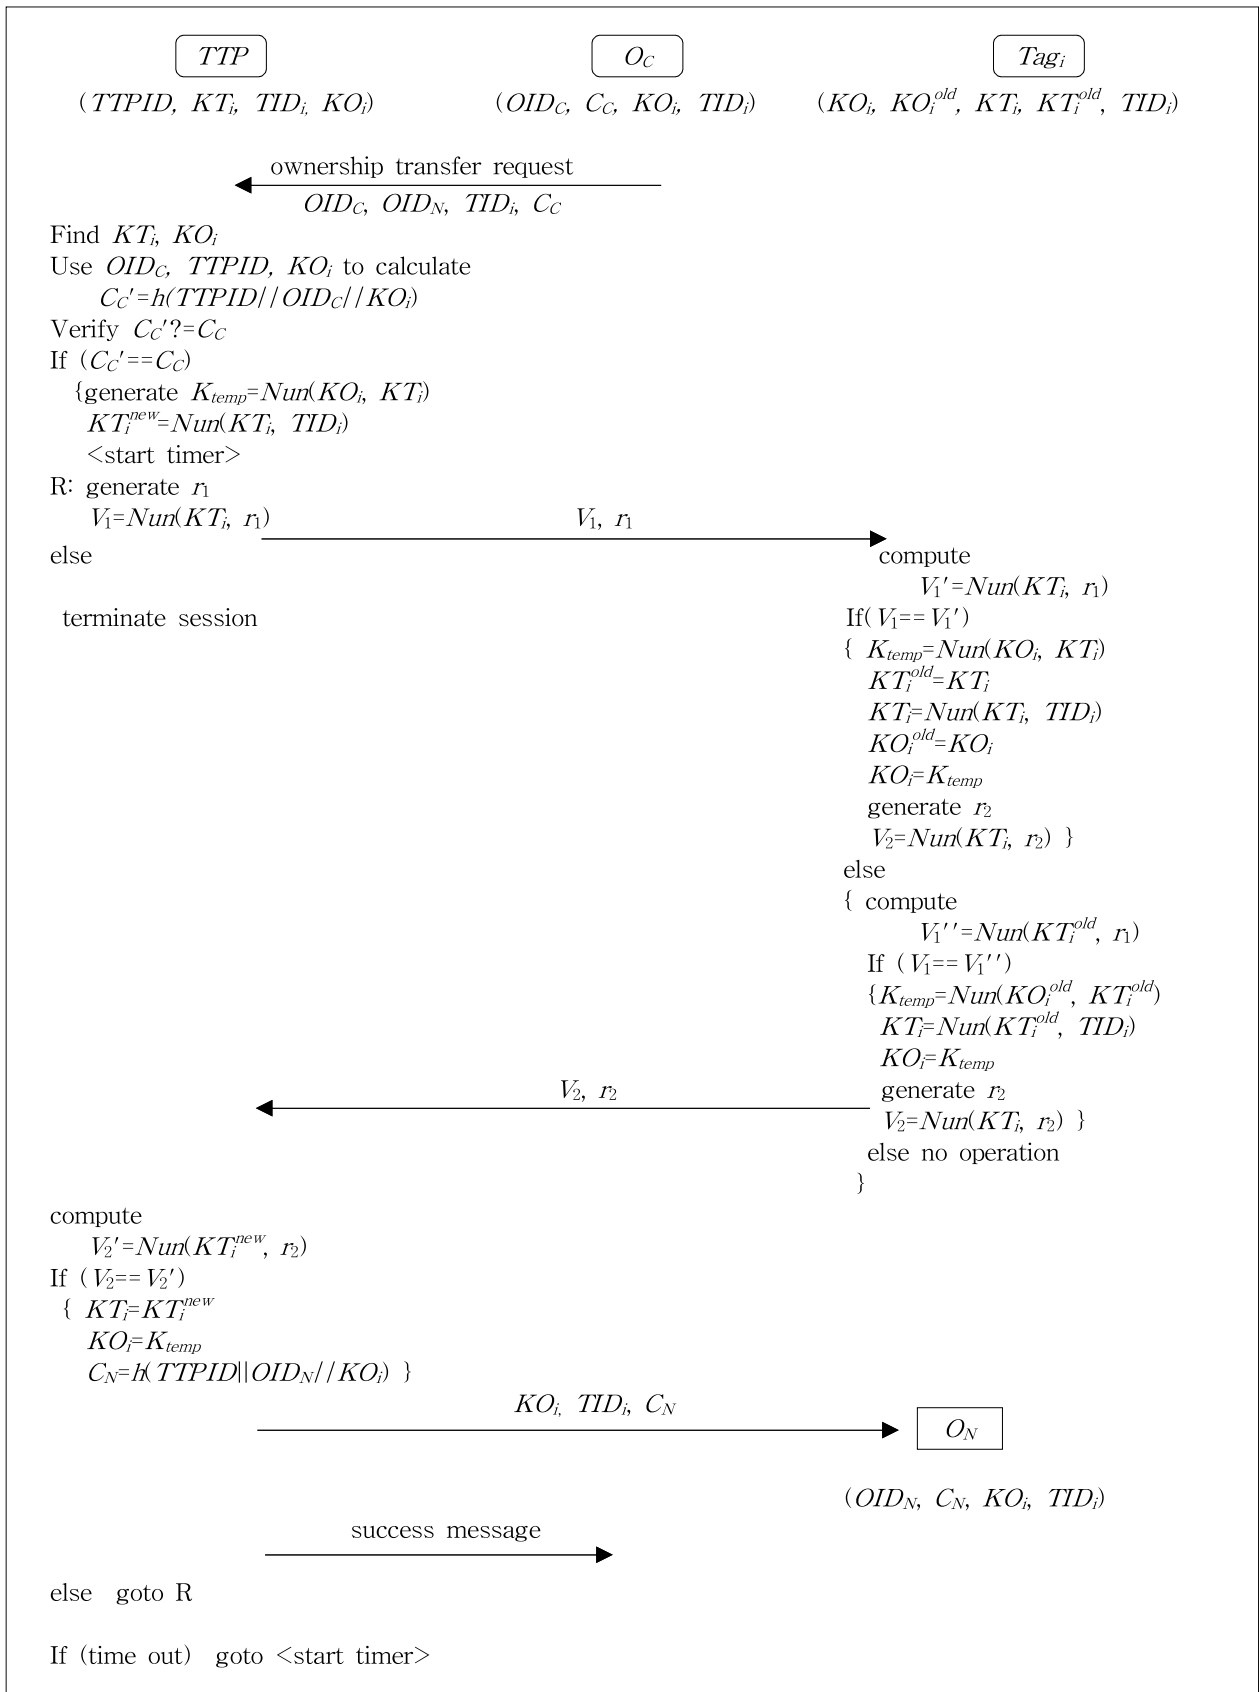 TTP O_C Tag_i
(TTPID, KT_i, TID_i, KO_i) (OID_C, C_C, KO_i, TID_i) (KO_i, KO_i^old, KT_i, KT_i^old, TID_i)
ownership transfer request
OID_C, OID_N, TID_i, C_C
Find KT_i, KO_i
Use OID_C, TTPID, KO_i to calculate
C_C'=h(TTPID//OID_C//KO_i)
Verify C_C'?=C_C
If (C_C'==C_C)
{generate K_temp=Nun(KO_i, KT_i)
KT_i^new=Nun(KT_i, TID_i)
<start timer>
R: generate r_1
V_1=Nun(KT_i, r_1)
V_1, r_1
else
terminate session
compute
V_1'=Nun(KT_i, r_1)
If(V_1==V_1')
{ K_temp=Nun(KO_i, KT_i)
KT_i^old=KT_i
KT_i=Nun(KT_i, TID_i)
KO_i^old=KO_i
KO_i=K_temp
generate r_2
V_2=Nun(KT_i, r_2) }
else
{ compute
V_1''=Nun(KT_i^old, r_1)
If (V_1==V_1'')
{K_temp=Nun(KO_i^old, KT_i^old)
KT_i=Nun(KT_i^old, TID_i)
KO_i=K_temp
generate r_2
V_2=Nun(KT_i, r_2) }
else no operation
}
V_2, r_2
compute
V_2'=Nun(KT_i^new, r_2)
If (V_2==V_2')
{ KT_i=KT_i^new
KO_i=K_temp
C_N=h(TTPID||OID_N//KO_i) }
KO_i, TID_i, C_N
O_N
(OID_N, C_N, KO_i, TID_i)
success message
else goto R
If (time out) goto <start timer>